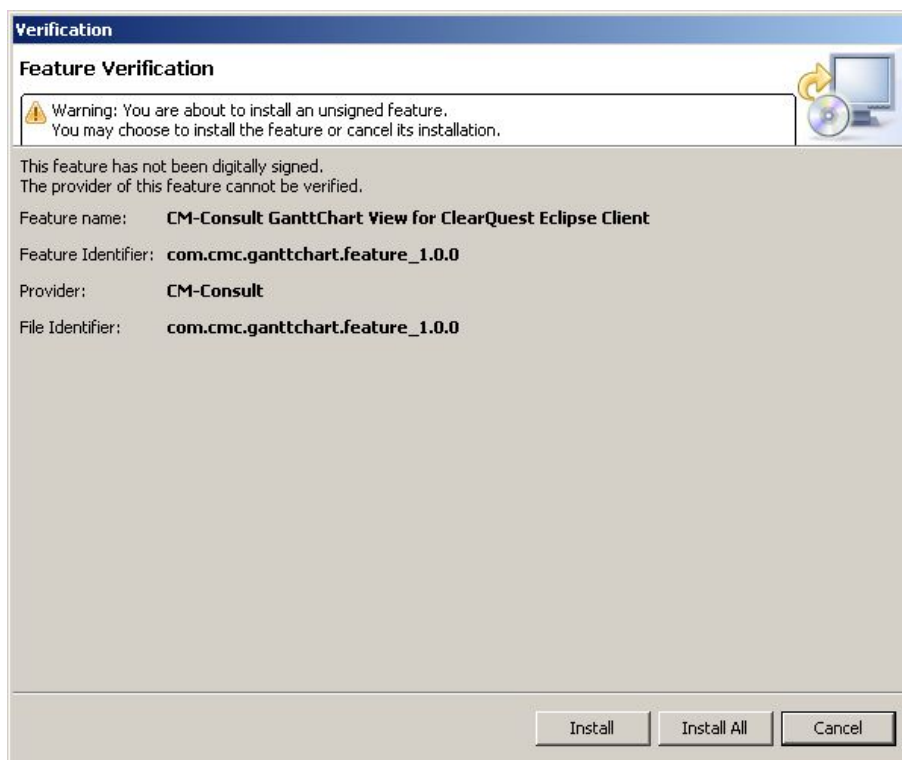 Verification
Feature Verification
Warning: You are about to install an unsigned feature.
You may choose to install the feature or cancel its installation.
This feature has not been digitally signed.
The provider of this feature cannot be verified.
Feature name: CM-Consult GanttChart View for ClearQuest Eclipse Client
Feature Identifier: com.cmc.ganttchart.feature_1.0.0
Provider: CM-Consult
File Identifier: com.cmc.ganttchart.feature_1.0.0
Install Install All Cancel